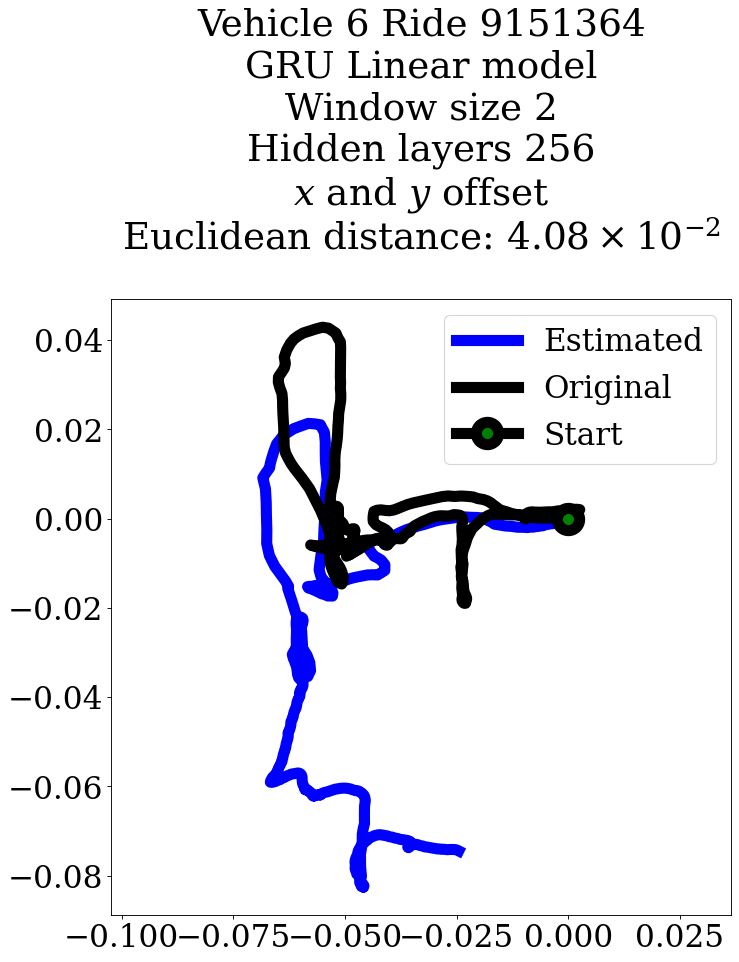 Vehicle 6 Ride 9151364
GRU Linear model
Window size 2
Hidden layers 256
x and y offset
Euclidean distance: 4.08 × 10⁻²
Estimated
Original
Start
0.04
0.02
0.00
−0.02
−0.04
−0.06
−0.08
−0.100 −0.075 −0.050 −0.025 0.000 0.025